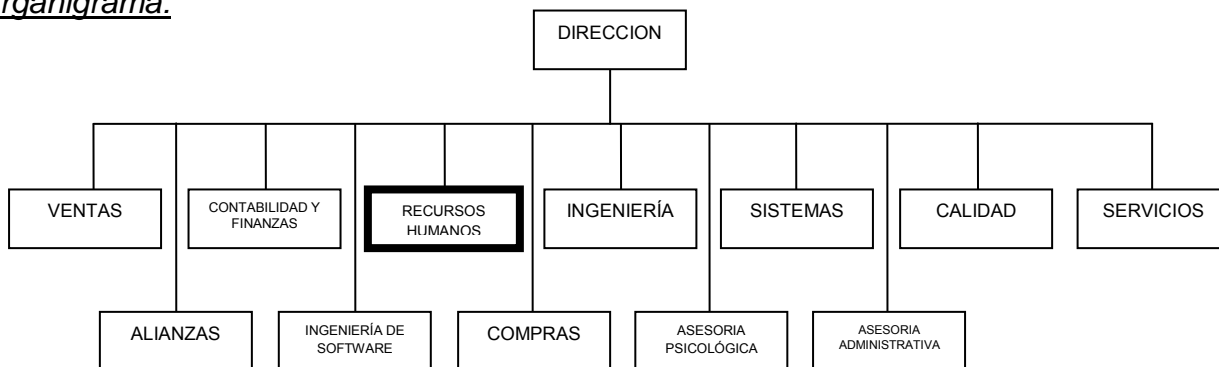 rganigrama:
DIRECCION
VENTAS
CONTABILIDAD Y
FINANZAS
RECURSOS
HUMANOS
INGENIERÍA
SISTEMAS
CALIDAD
SERVICIOS
ALIANZAS
INGENIERÍA DE
SOFTWARE
COMPRAS
ASESORIA
PSICOLÓGICA
ASESORIA
ADMINISTRATIVA